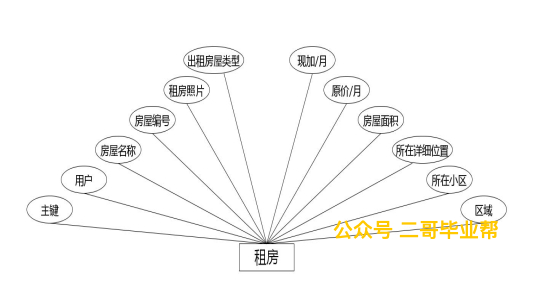 出租房屋类型
现加/月
租房照片
原价/月
房屋编号
房屋面积
房屋名称
所在详细位置
用户
所在小区
主键
区域
公众号 二哥毕业帮
租房